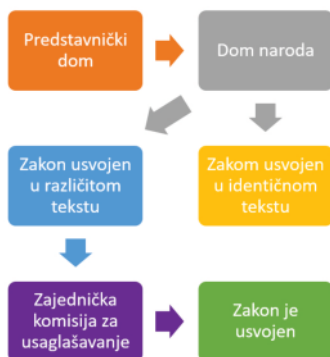 Predstavnički
dom
Dom naroda
Zakon usvojen
u različitom
tekstu
Zakom usvojen
u identičnom
tekstu
Zajednička
komisija za
usaglašavanje
Zakon je
usvojen